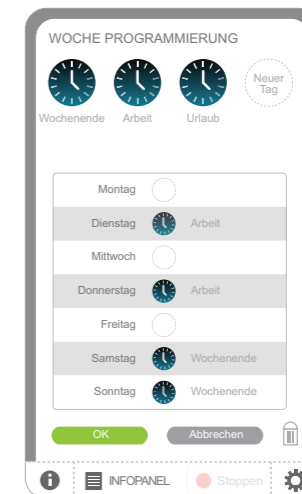 WOCHE PROGRAMMIERUNG
Neuer
Tag
Wochenende Arbeit Urlaub
Montag
Dienstag Arbeit
Mittwoch
Donnerstag Arbeit
Freitag
Samstag Wochenende
Sonntag Wochenende
OK Abbrechen
INFOPANEL Stoppen